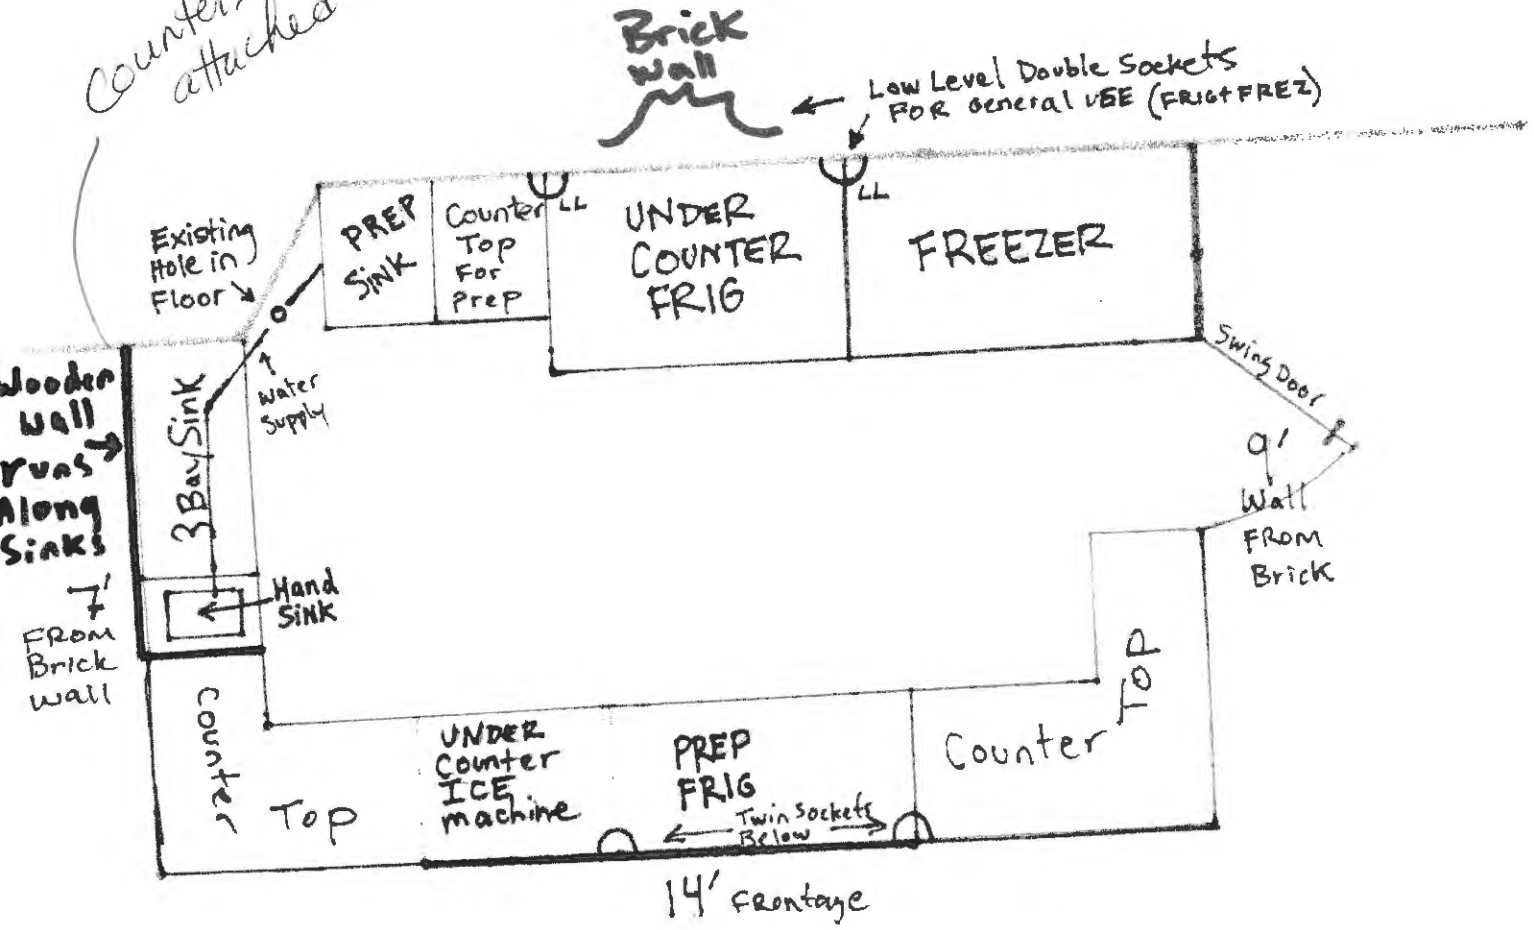 Counter
attached
Brick
Wall
Low Level Double Sockets
FOR General USE (FRIG+FREZ)
Existing
Hole in
Floor
PREP
SINK
Counter
Top
For
Prep
LL
UNDER
COUNTER
FRIG
LL
FREEZER
Swing Door
Water
Supply
3 Bay Sink
Wooden
Wall
runs
Along
Sinks
7'
FROM
Brick
Wall
Hand
SINK
9'
Wall
FROM
Brick
Counter
Top
UNDER
Counter
ICE
machine
PREP
FRIG
Twin Sockets
Below
Counter
TOP
14' Frontage